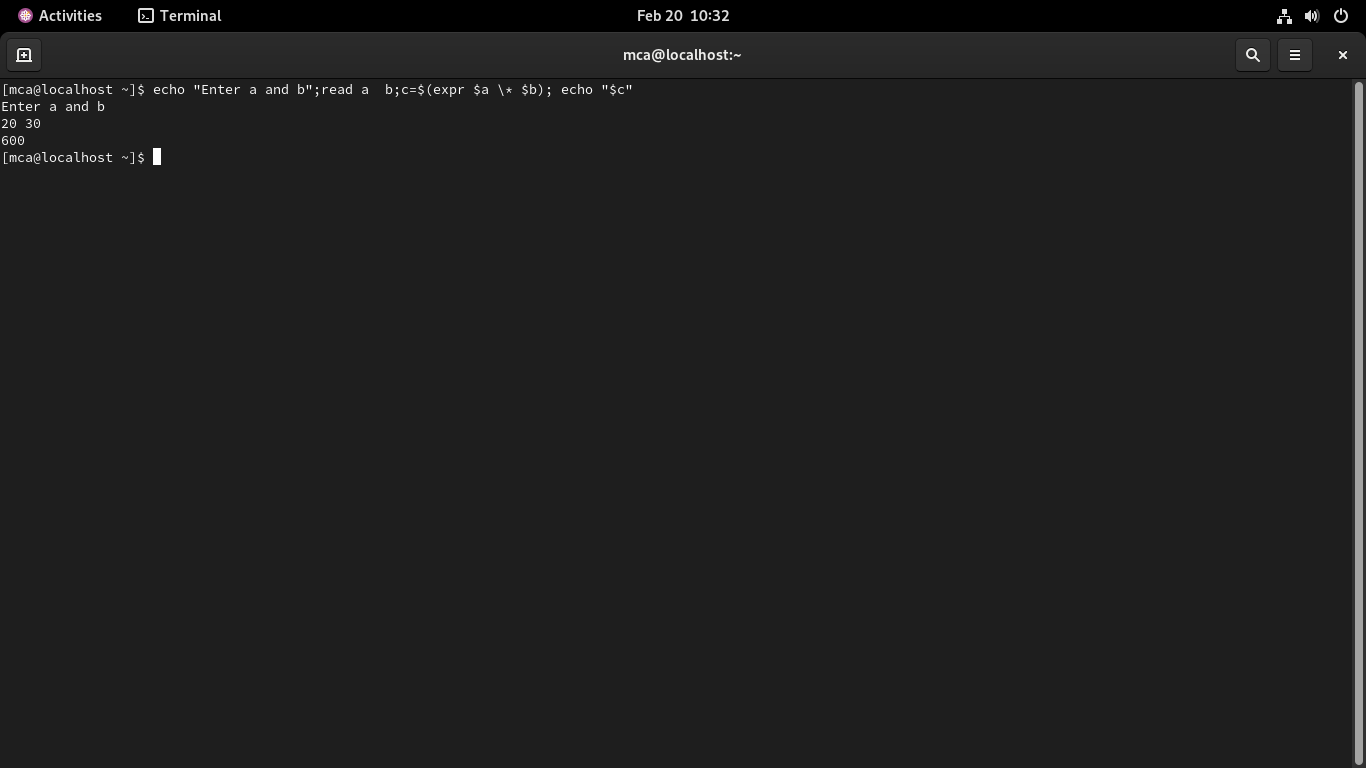 Activities Terminal Feb 20 10:32
mca@localhost:~
[mca@localhost ~]$ echo "Enter a and b";read a  b;c=$(expr $a \* $b); echo "$c"
Enter a and b
20 30
600
[mca@localhost ~]$